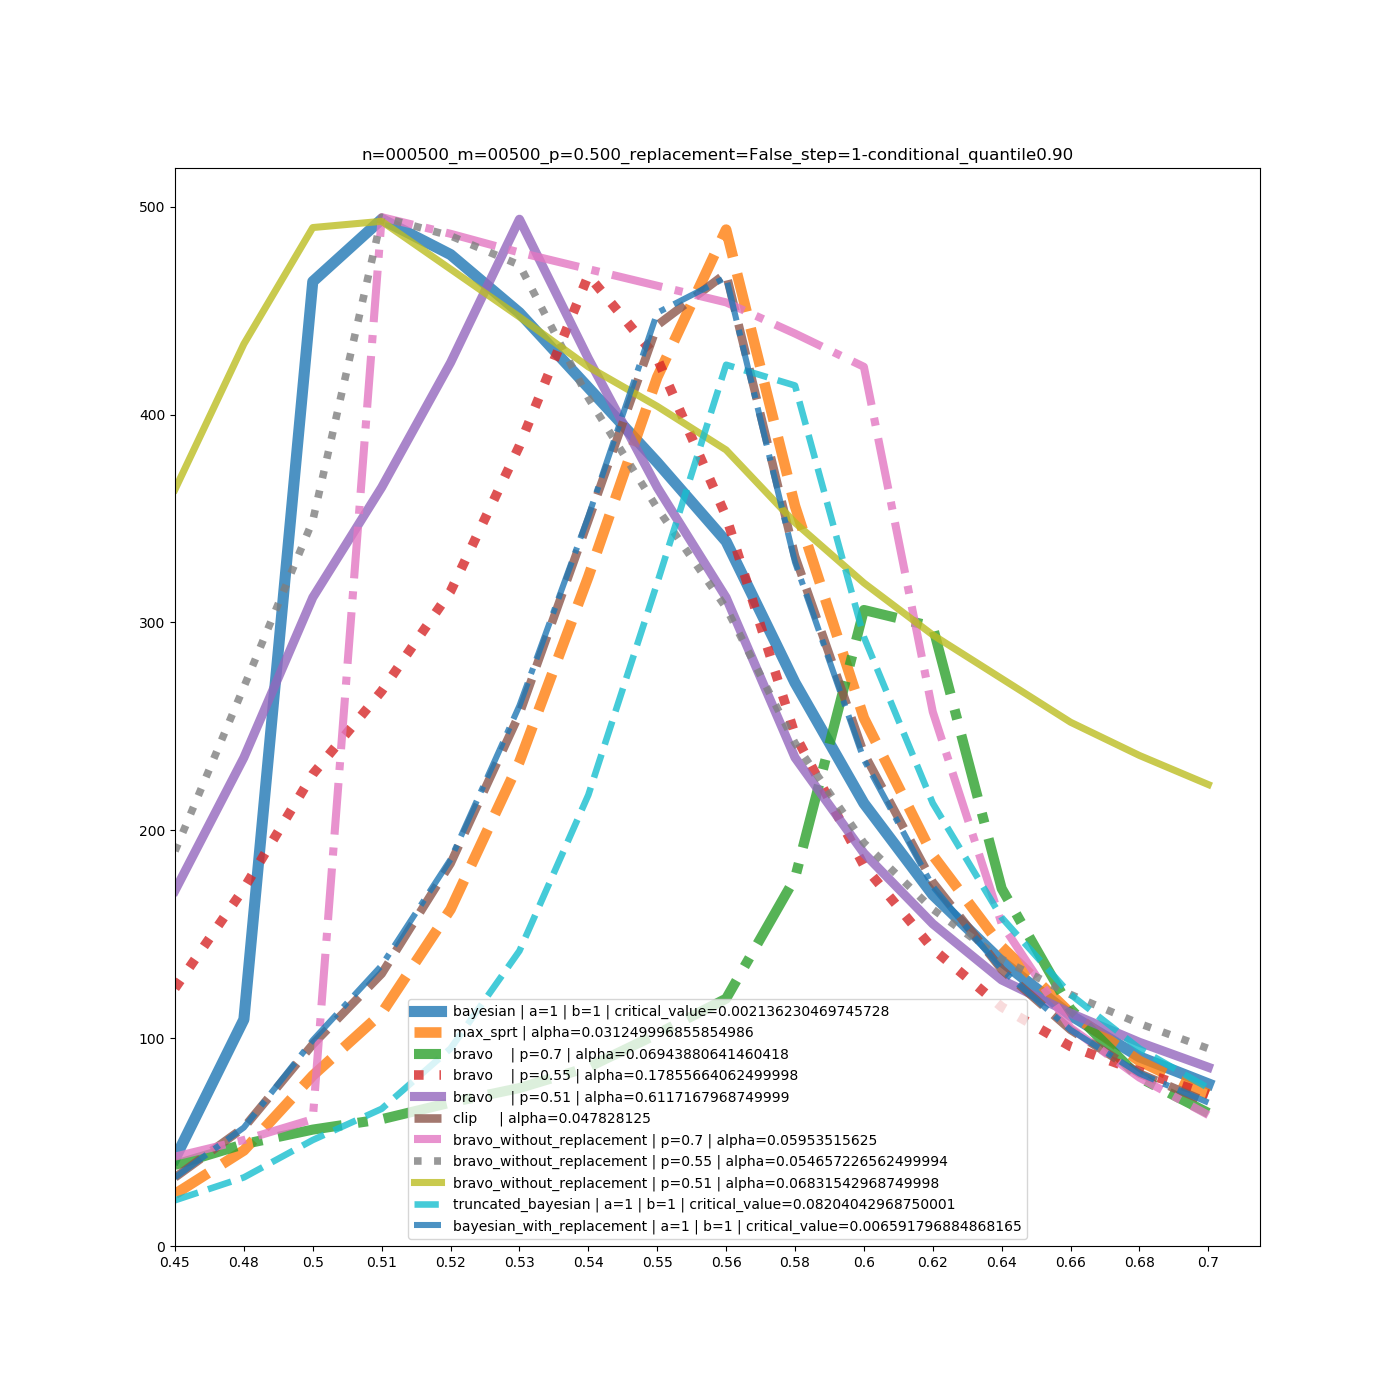 n=000500_m=00500_p=0.500_replacement=False_step=1-conditional_quantile0.90
500
400
300
200
100
0
bayesian | a=1 | b=1 | critical_value=0.002136230469745728
max_sprt | alpha=0.031249996855854986
bravo | p=0.7 | alpha=0.06943880641460418
bravo | p=0.55 | alpha=0.17855664062499998
bravo | p=0.51 | alpha=0.6117167968749999
clip | alpha=0.047828125
bravo_without_replacement | p=0.7 | alpha=0.05953515625
bravo_without_replacement | p=0.55 | alpha=0.054657226562499994
bravo_without_replacement | p=0.51 | alpha=0.06831542968749998
truncated_bayesian | a=1 | b=1 | critical_value=0.08204042968750001
bayesian_with_replacement | a=1 | b=1 | critical_value=0.006591796884868165
0.45 0.48 0.5 0.51 0.52 0.53 0.54 0.55 0.56 0.58 0.6 0.62 0.64 0.66 0.68 0.7